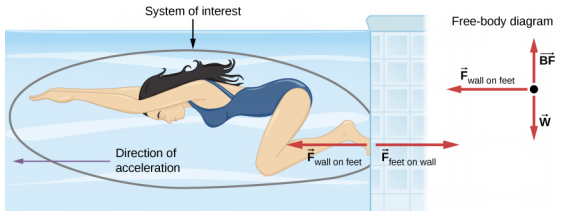 System of interest
Free-body diagram
BF
F wall on feet
W
Direction of
acceleration
F wall on feet
F feet on wall